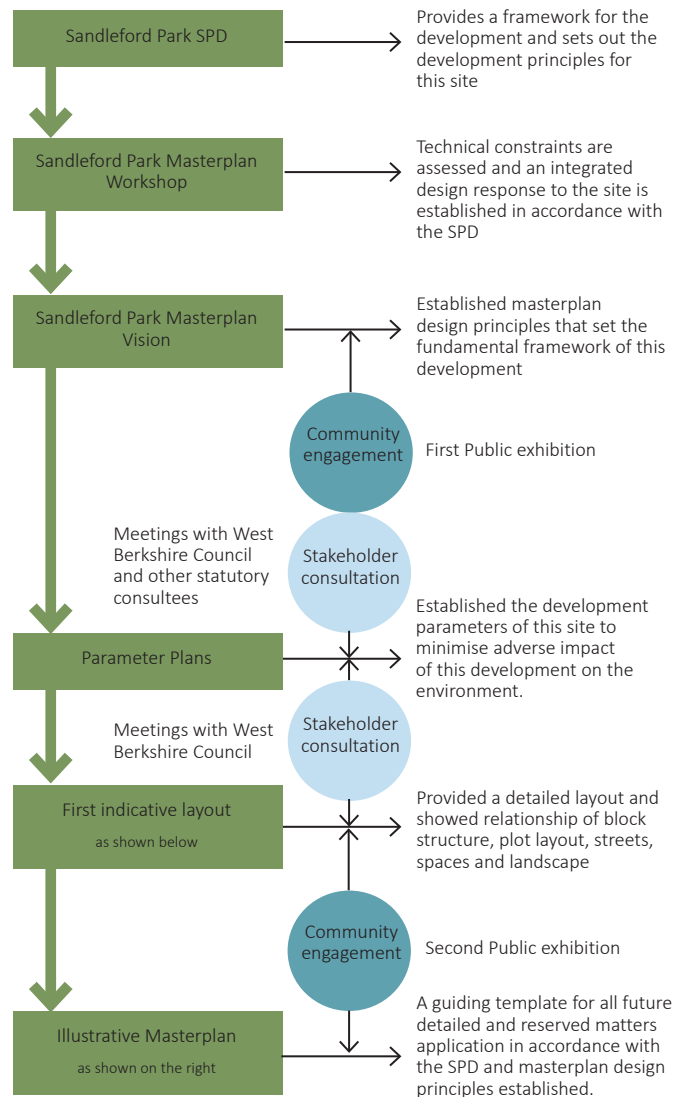 Sandleford Park SPD
Provides a framework for the
development and sets out the
development principles for
this site
Sandleford Park Masterplan
Workshop
Technical constraints are
assessed and an integrated
design response to the site is
established in accordance with
the SPD
Sandleford Park Masterplan
Vision
Established masterplan
design principles that set the
fundamental framework of this
development
Community
engagement
First Public exhibition
Meetings with West
Berkshire Council
and other statutory
consultees
Stakeholder
consultation
Parameter Plans
Established the development
parameters of this site to
minimise adverse impact
of this development on the
environment.
Meetings with West
Berkshire Council
Stakeholder
consultation
First indicative layout
as shown below
Provided a detailed layout and
showed relationship of block
structure, plot layout, streets,
spaces and landscape
Community
engagement
Second Public exhibition
Illustrative Masterplan
as shown on the right
A guiding template for all future
detailed and reserved matters
application in accordance with
the SPD and masterplan design
principles established.